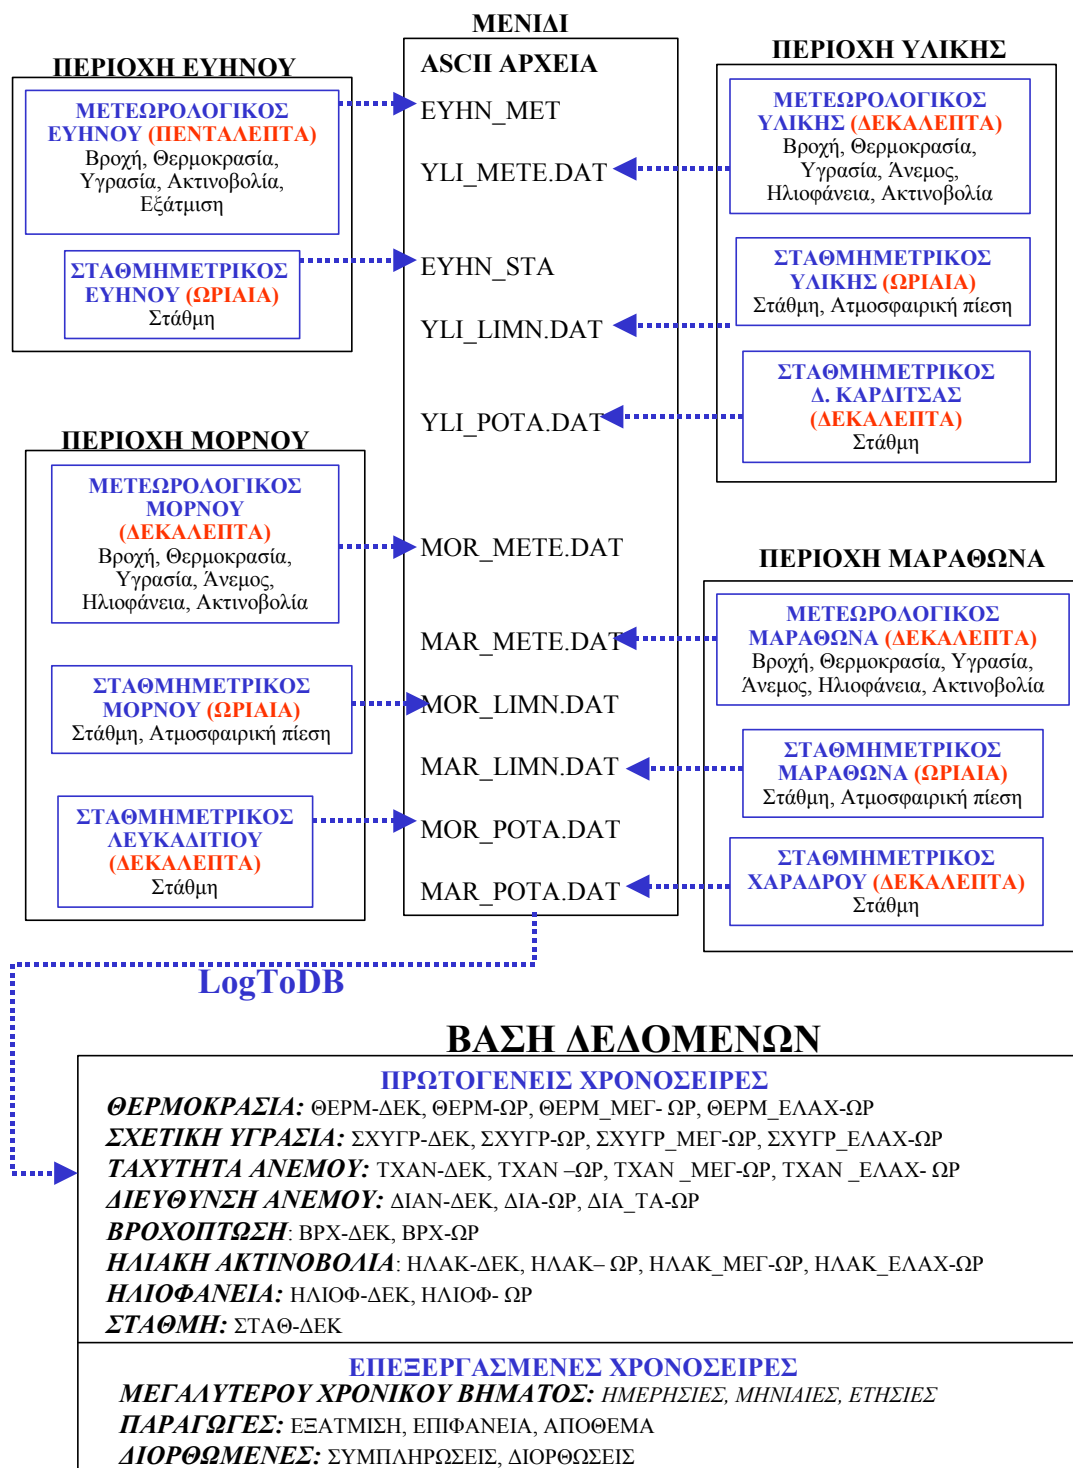 ΜΕΝΙΔΙ
ASCII ΑΡΧΕΙΑ
EYHN_MET
YLI_METE.DAT
EYHN_STA
YLI_LIMN.DAT
YLI_POTA.DAT
MOR_METE.DAT
MAR_METE.DAT
MOR_LIMN.DAT
MAR_LIMN.DAT
MOR_POTA.DAT
MAR_POTA.DAT
ΠΕΡΙΟΧΗ ΕΥΗΝΟΥ
ΜΕΤΕΩΡΟΛΟΓΙΚΟΣ
ΕΥΗΝΟΥ (ΠΕΝΤΑΛΕΠΤΑ)
Βροχή, Θερμοκρασία,
Υγρασία, Ακτινοβολία,
Εξάτμιση
ΣΤΑΘΜΗΜΕΤΡΙΚΟΣ
ΕΥΗΝΟΥ (ΩΡΙΑΙΑ)
Στάθμη
ΠΕΡΙΟΧΗ ΜΟΡΝΟΥ
ΜΕΤΕΩΡΟΛΟΓΙΚΟΣ
ΜΟΡΝΟΥ
(ΔΕΚΑΛΕΠΤΑ)
Βροχή, Θερμοκρασία,
Υγρασία, Άνεμος,
Ηλιοφάνεια, Ακτινοβολία
ΣΤΑΘΜΗΜΕΤΡΙΚΟΣ
ΜΟΡΝΟΥ (ΩΡΙΑΙΑ)
Στάθμη, Ατμοσφαιρική πίεση
ΣΤΑΘΜΗΜΕΤΡΙΚΟΣ
ΛΕΥΚΑΔΙΤΙΟΥ
(ΔΕΚΑΛΕΠΤΑ)
Στάθμη
ΠΕΡΙΟΧΗ ΥΛΙΚΗΣ
ΜΕΤΕΩΡΟΛΟΓΙΚΟΣ
ΥΛΙΚΗΣ (ΔΕΚΑΛΕΠΤΑ)
Βροχή, Θερμοκρασία,
Υγρασία, Άνεμος,
Ηλιοφάνεια, Ακτινοβολία
ΣΤΑΘΜΗΜΕΤΡΙΚΟΣ
ΥΛΙΚΗΣ (ΩΡΙΑΙΑ)
Στάθμη, Ατμοσφαιρική πίεση
ΣΤΑΘΜΗΜΕΤΡΙΚΟΣ
Δ. ΚΑΡΔΙΤΣΑΣ
(ΔΕΚΑΛΕΠΤΑ)
Στάθμη
ΠΕΡΙΟΧΗ ΜΑΡΑΘΩΝΑ
ΜΕΤΕΩΡΟΛΟΓΙΚΟΣ
ΜΑΡΑΘΩΝΑ (ΔΕΚΑΛΕΠΤΑ)
Βροχή, Θερμοκρασία, Υγρασία,
Άνεμος, Ηλιοφάνεια, Ακτινοβολία
ΣΤΑΘΜΗΜΕΤΡΙΚΟΣ
ΜΑΡΑΘΩΝΑ (ΩΡΙΑΙΑ)
Στάθμη, Ατμοσφαιρική πίεση
ΣΤΑΘΜΗΜΕΤΡΙΚΟΣ
ΧΑΡΑΔΡΟΥ (ΔΕΚΑΛΕΠΤΑ)
Στάθμη
LogToDB
ΒΑΣΗ ΔΕΔΟΜΕΝΩΝ
ΠΡΩΤΟΓΕΝΕΙΣ ΧΡΟΝΟΣΕΙΡΕΣ
ΘΕΡΜΟΚΡΑΣΙΑ: ΘΕΡΜ-ΔΕΚ, ΘΕΡΜ-ΩΡ, ΘΕΡΜ_ΜΕΓ- ΩΡ, ΘΕΡΜ_ΕΛΑΧ-ΩΡ
ΣΧΕΤΙΚΗ ΥΓΡΑΣΙΑ: ΣΧΥΓΡ-ΔΕΚ, ΣΧΥΓΡ-ΩΡ, ΣΧΥΓΡ_ΜΕΓ-ΩΡ, ΣΧΥΓΡ_ΕΛΑΧ-ΩΡ
ΤΑΧΥΤΗΤΑ ΑΝΕΜΟΥ: ΤΧΑΝ-ΔΕΚ, ΤΧΑΝ –ΩΡ, ΤΧΑΝ _ΜΕΓ-ΩΡ, ΤΧΑΝ _ΕΛΑΧ- ΩΡ
ΔΙΕΥΘΥΝΣΗ ΑΝΕΜΟΥ: ΔΙΑΝ-ΔΕΚ, ΔΙΑ-ΩΡ, ΔΙΑ_ΤΑ-ΩΡ
ΒΡΟΧΟΠΤΩΣΗ: ΒΡΧ-ΔΕΚ, ΒΡΧ-ΩΡ
ΗΛΙΑΚΗ ΑΚΤΙΝΟΒΟΛΙΑ: ΗΛΑΚ-ΔΕΚ, ΗΛΑΚ– ΩΡ, ΗΛΑΚ_ΜΕΓ-ΩΡ, ΗΛΑΚ_ΕΛΑΧ-ΩΡ
ΗΛΙΟΦΑΝΕΙΑ: ΗΛΙΟΦ-ΔΕΚ, ΗΛΙΟΦ- ΩΡ
ΣΤΑΘΜΗ: ΣΤΑΘ-ΔΕΚ
ΕΠΕΞΕΡΓΑΣΜΕΝΕΣ ΧΡΟΝΟΣΕΙΡΕΣ
ΜΕΓΑΛΥΤΕΡΟΥ ΧΡΟΝΙΚΟΥ ΒΗΜΑΤΟΣ: ΗΜΕΡΗΣΙΕΣ, ΜΗΝΙΑΙΕΣ, ΕΤΗΣΙΕΣ
ΠΑΡΑΓΩΓΕΣ: ΕΞΑΤΜΙΣΗ, ΕΠΙΦΑΝΕΙΑ, ΑΠΟΘΕΜΑ
ΔΙΟΡΘΩΜΕΝΕΣ: ΣΥΜΠΛΗΡΩΣΕΙΣ, ΔΙΟΡΘΩΣΕΙΣ